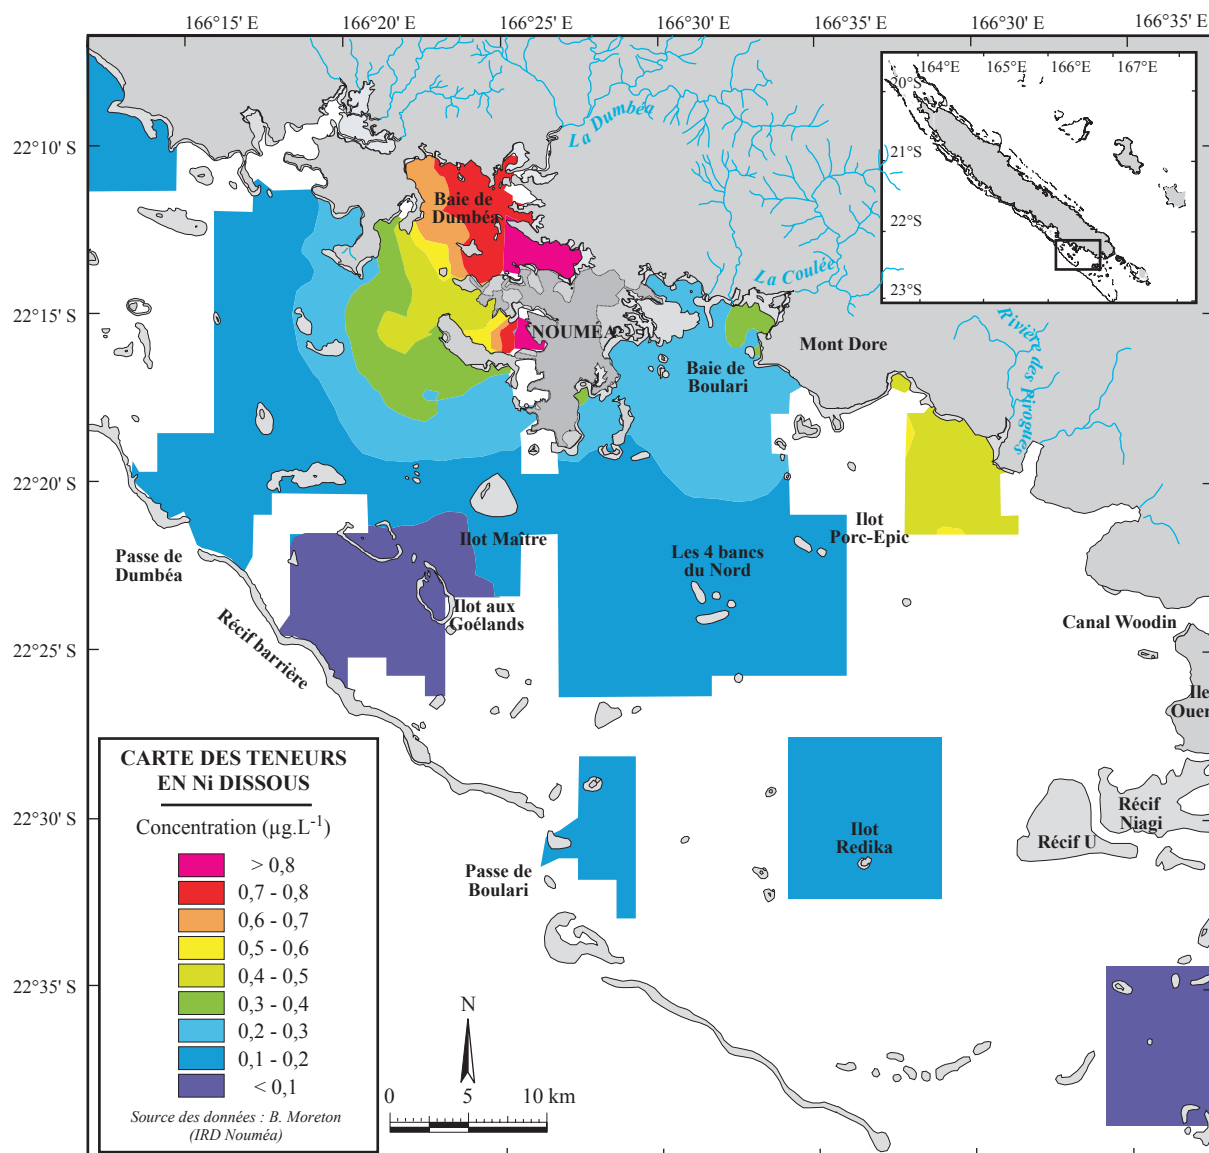 166°15' E
166°20' E
166°25' E
166°30' E
166°35' E
166°30' E
166°35' E
164°E
165°E
166°E
167°E
20°S
21°S
22°S
23°S
22°10' S
22°15' S
22°20' S
22°25' S
22°30' S
22°35' S
La Dumbéa
Baie de
Dumbéa
La Coulée
NOUMÉA
Mont Dore
Rivière des Pirogues
Baie de
Boulari
Ilot Maître
Ilot
Porc-Epic
Passe de
Dumbéa
Les 4 bancs
du Nord
Ilot aux
Goélands
Récif barrière
Canal Woodin
Ile
Ouen
Récif
Niagi
Récif U
Ilot
Redika
Passe de
Boulari
CARTE DES TENEURS
EN Ni DISSOUS
Concentration (µg.L-1)
> 0,8
0,7 - 0,8
0,6 - 0,7
0,5 - 0,6
0,4 - 0,5
0,3 - 0,4
0,2 - 0,3
0,1 - 0,2
< 0,1
Source des données : B. Moreton
(IRD Nouméa)
N
0 5 10 km